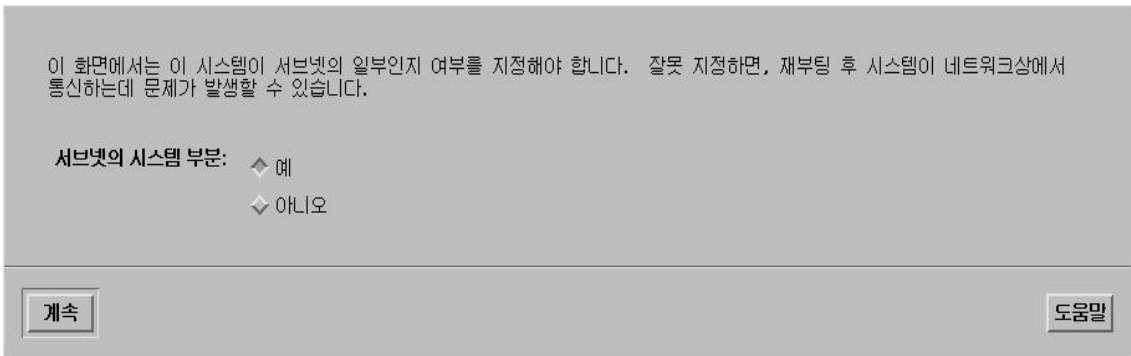 이 화면에서는 이 시스템이 서브넷의 일부인지 여부를 지정해야 합니다. 잘못 지정하면, 재부팅 후 시스템이 네트워크상에서
통신하는데 문제가 발생할 수 있습니다.
서브넷의 시스템 부분: 예
아니오
계속 도움말